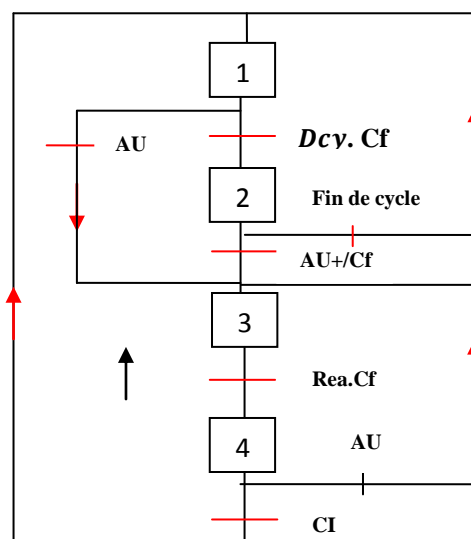 1
AU
Dcy. Cf
2
Fin de cycle
AU+/Cf
3
Rea.Cf
4
AU
CI